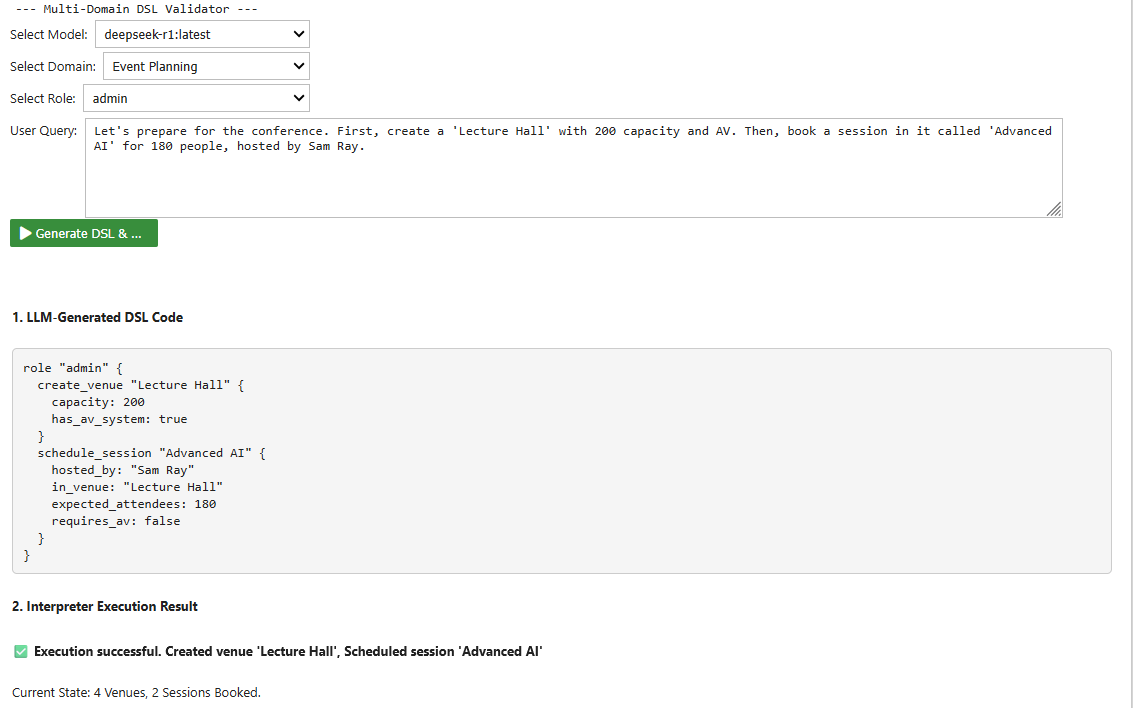 --- Multi-Domain DSL Validator ---
Select Model: deepseek-r1:latest
Select Domain: Event Planning
Select Role: admin
User Query: Let's prepare for the conference. First, create a 'Lecture Hall' with 200 capacity and AV. Then, book a session in it called 'Advanced
AI' for 180 people, hosted by Sam Ray.
Generate DSL & ...
1. LLM-Generated DSL Code
role "admin" {
  create_venue "Lecture Hall" {
    capacity: 200
    has_av_system: true
  }
  schedule_session "Advanced AI" {
    hosted_by: "Sam Ray"
    in_venue: "Lecture Hall"
    expected_attendees: 180
    requires_av: false
  }
}
2. Interpreter Execution Result
✅ Execution successful. Created venue 'Lecture Hall', Scheduled session 'Advanced AI'
Current State: 4 Venues, 2 Sessions Booked.